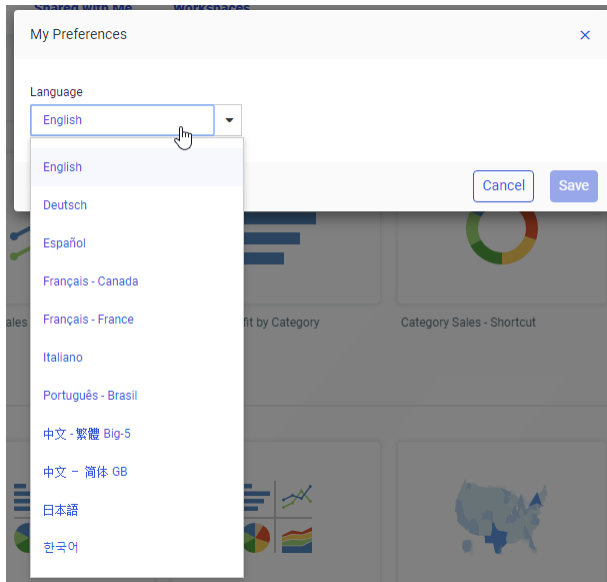 Shared with Me Workspaces
My Preferences
Language
English
English
Deutsch
Español
Français - Canada
Français - France
Italiano
Português - Brasil
中文 - 繁體 Big-5
中文 － 简体 GB
日本語
한국어
Cancel Save
ales fit by Category Category Sales - Shortcut